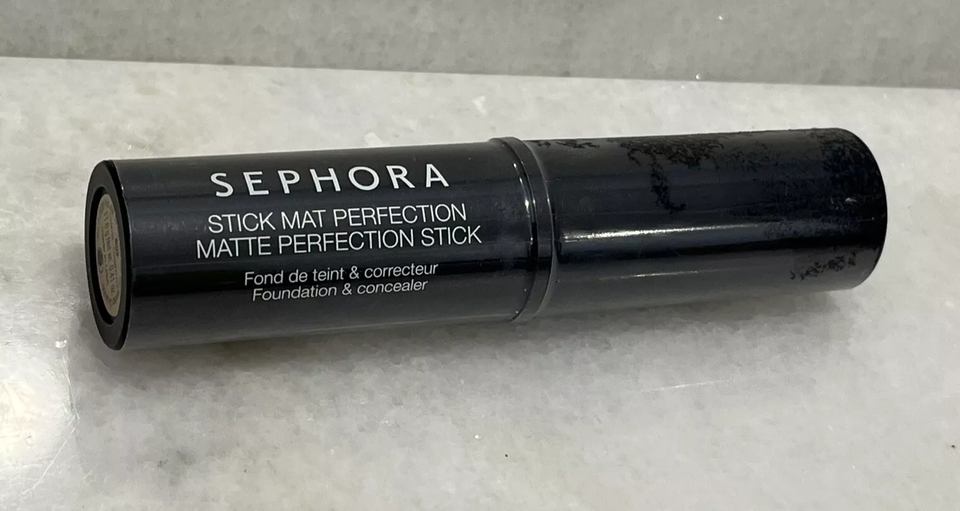 SEPHORA
STICK MAT PERFECTION
MATTE PERFECTION STICK
Fond de teint & correcteur
Foundation & concealer